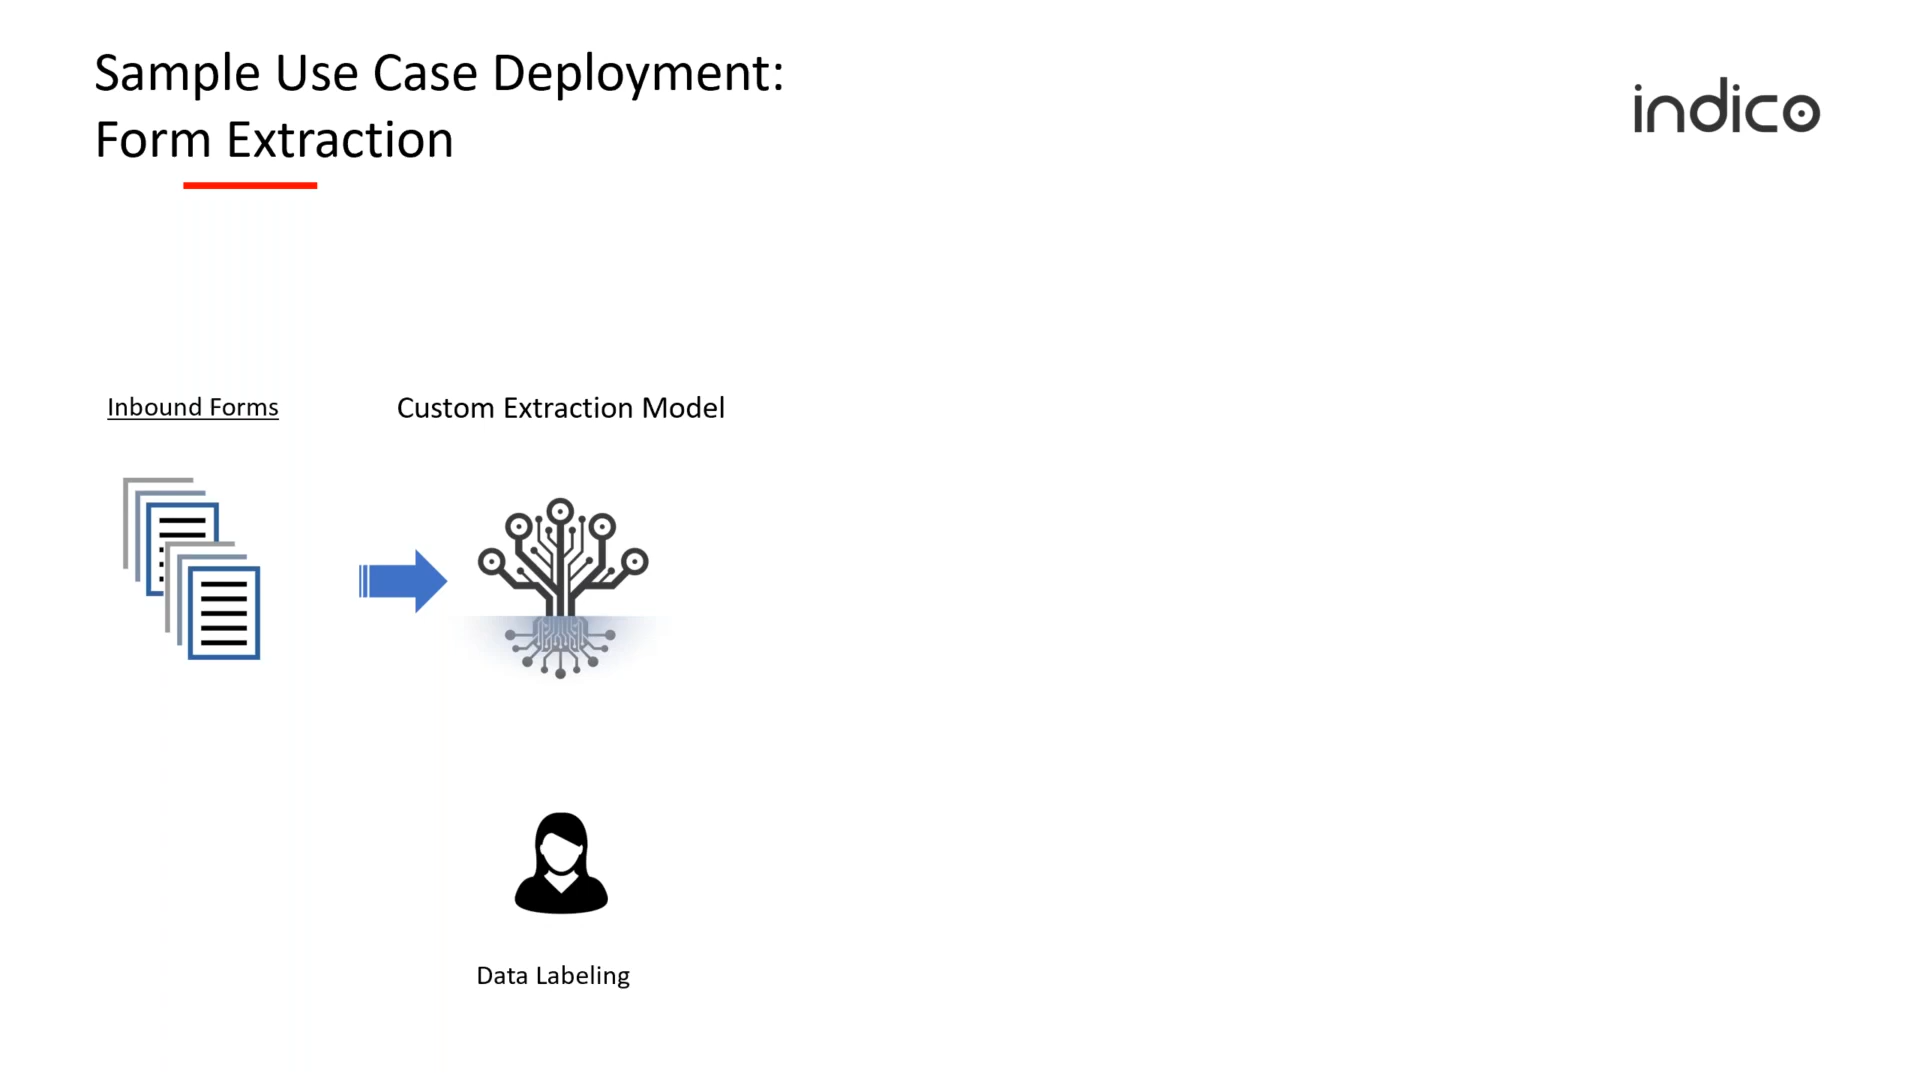 Sample Use Case Deployment:
Form Extraction
indico
Inbound Forms
Custom Extraction Model
Data Labeling